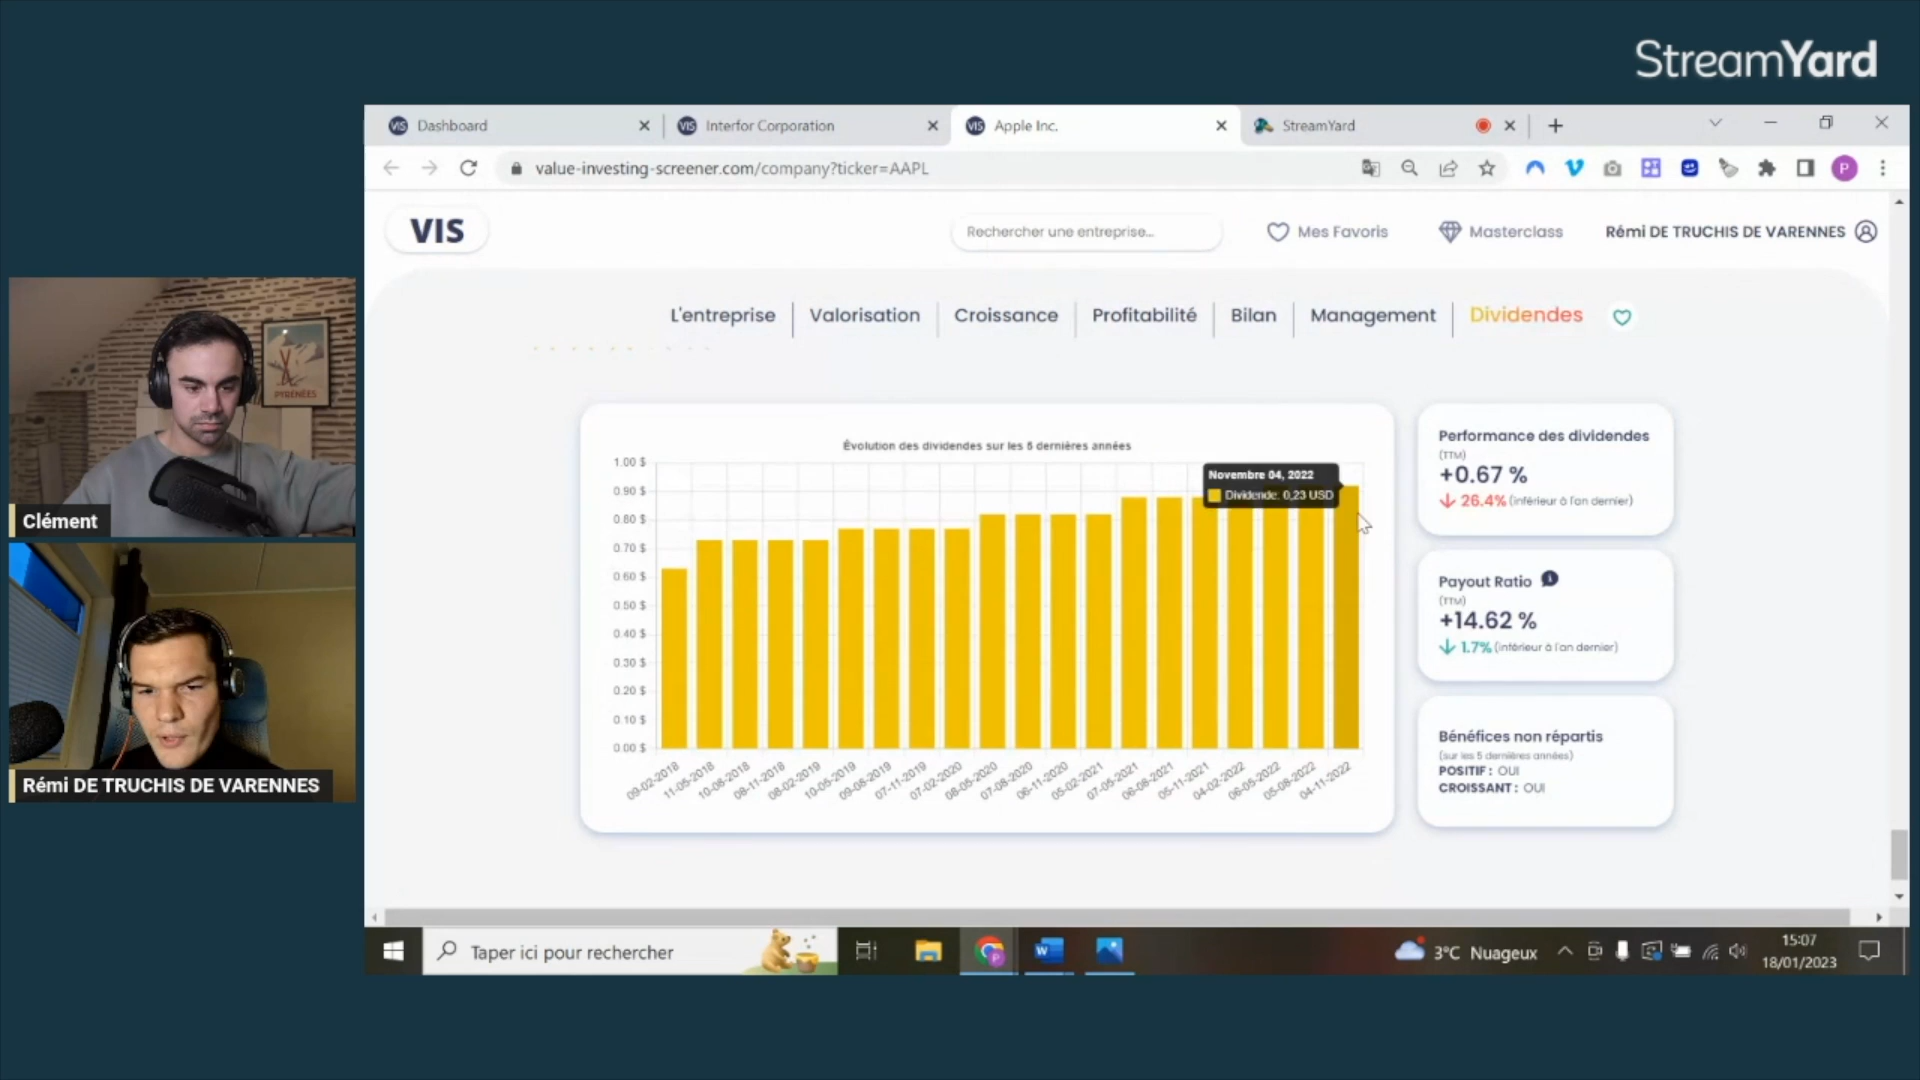 StreamYard
Dashboard
Interfor Corporation
Apple Inc.
StreamYard
value-investing-screener.com/company?ticker=AAPL
P
VIS
Rechercher une entreprise...
Mes Favoris
Masterclass
Rémi DE TRUCHIS DE VARENNES
L'entreprise
Valorisation
Croissance
Profitabilité
Bilan
Management
Dividendes
PYRÉNÉES
Clément
Rémi DE TRUCHIS DE VARENNES
Évolution des dividendes sur les 5 dernières années
1.00 $
0.90 $
0.80 $
0.70 $
0.60 $
0.50 $
0.40 $
0.30 $
0.20 $
0.10 $
0.00 $
Novembre 04, 2022
Dividende: 0,23 USD
09-02-2018
11-05-2018
10-08-2018
08-11-2018
08-02-2019
10-05-2019
09-08-2019
07-11-2019
07-02-2020
08-05-2020
07-08-2020
06-11-2020
05-02-2021
07-05-2021
06-08-2021
05-11-2021
04-02-2022
06-05-2022
05-08-2022
04-11-2022
Performance des dividendes
(TTM)
+0.67 %
26.4% (inférieur à l'an dernier)
Payout Ratio
(TTM)
+14.62 %
1.7% (inférieur à l'an dernier)
Bénéfices non répartis
(sur les 5 dernières années)
POSITIF : OUI
CROISSANT : OUI
Taper ici pour rechercher
3°C Nuageux
15:07
18/01/2023